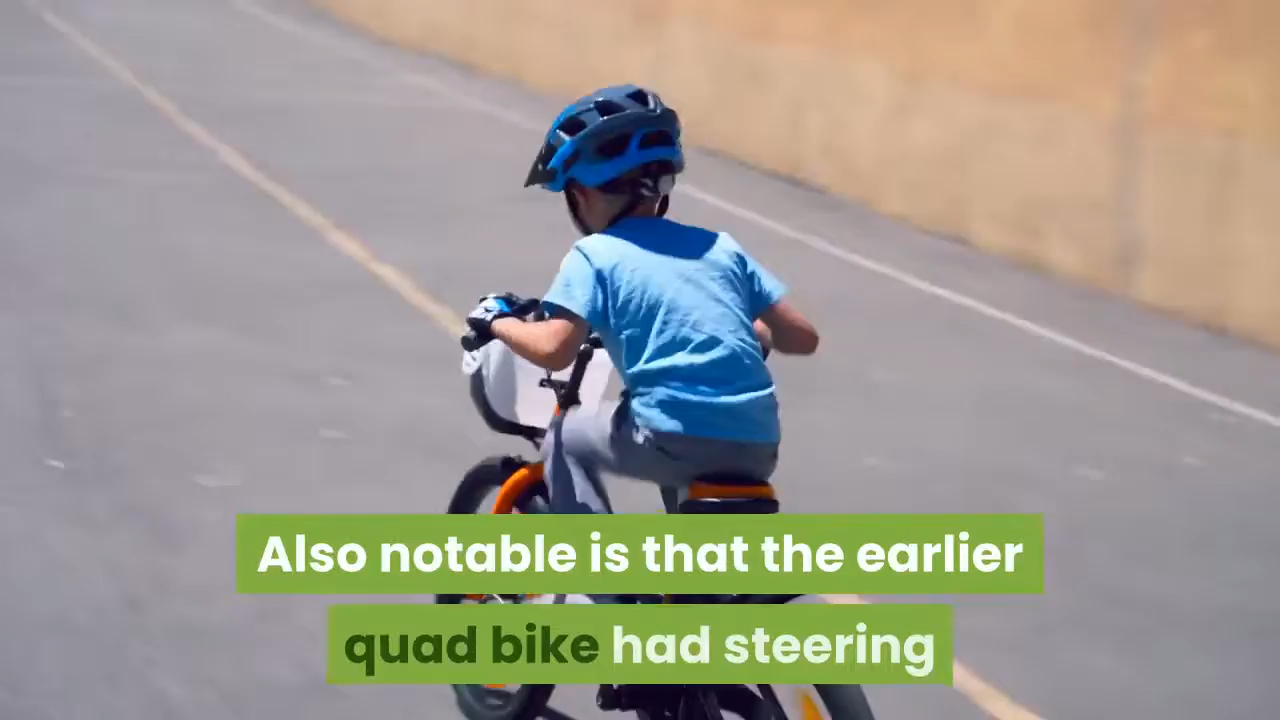 Also notable is that the earlier
quad bike had steering